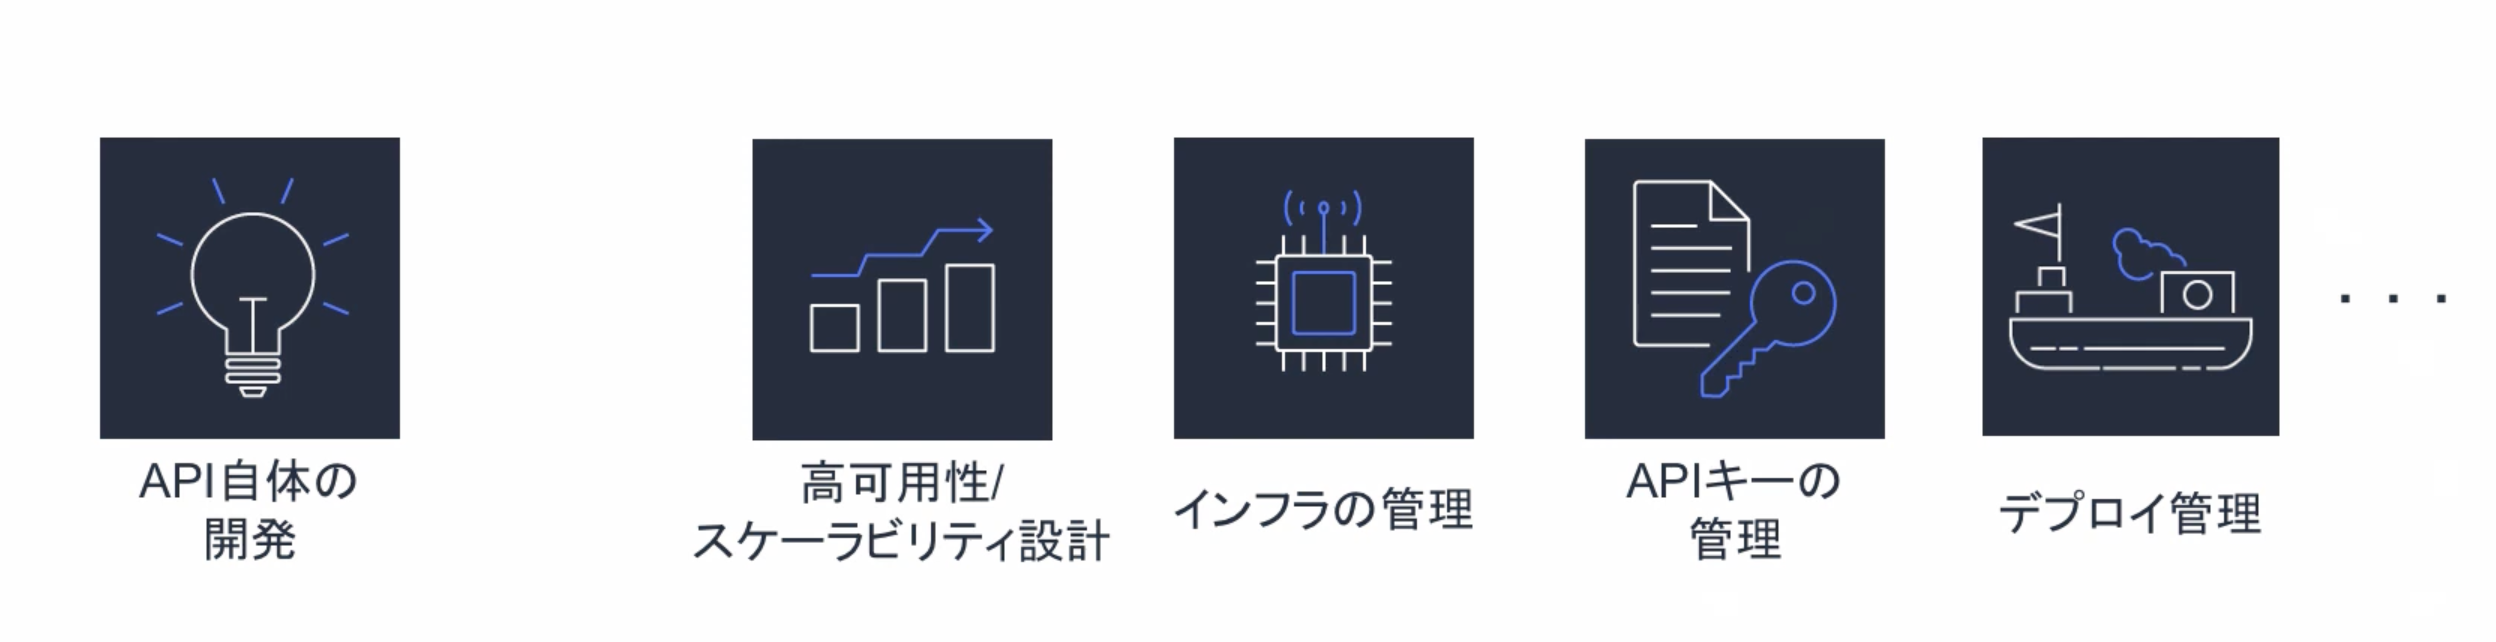 API自体の
開発
高可用性/
スケーラビリティ設計
インフラの管理
APIキーの
管理
デプロイ管理
...